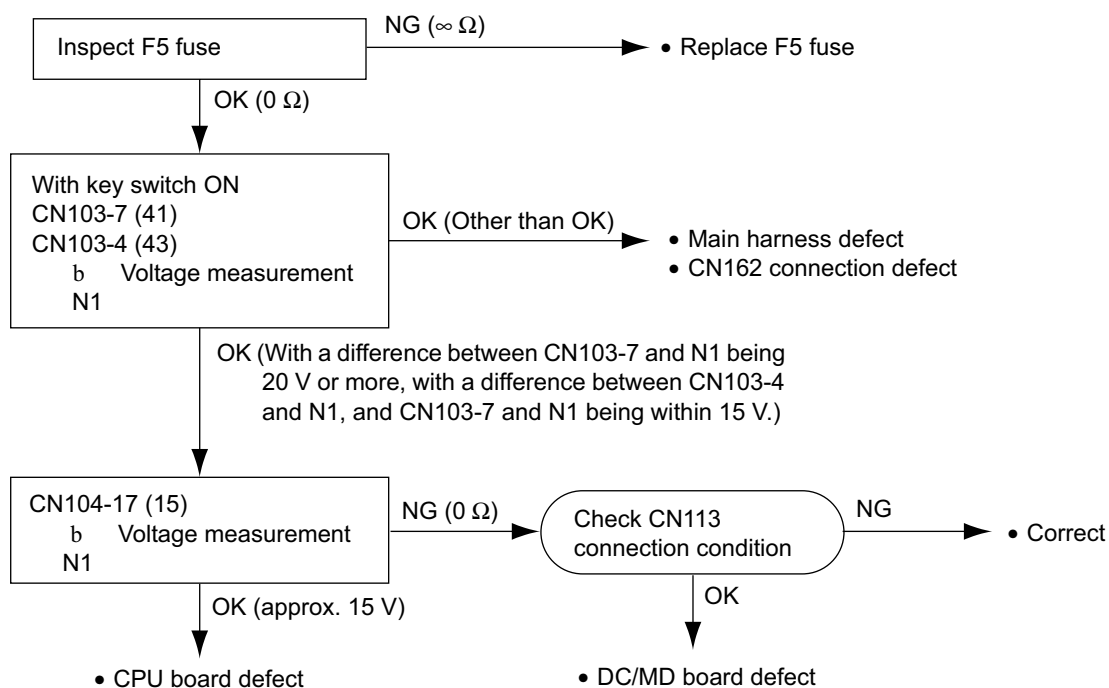 Inspect F5 fuse
NG (∞ Ω)
• Replace F5 fuse
OK (0 Ω)
With key switch ON
CN103-7 (41)
CN103-4 (43)
b Voltage measurement
N1
OK (Other than OK)
• Main harness defect
• CN162 connection defect
OK (With a difference between CN103-7 and N1 being
20 V or more, with a difference between CN103-4
and N1, and CN103-7 and N1 being within 15 V.)
CN104-17 (15)
b Voltage measurement
N1
NG (0 Ω)
Check CN113
connection condition
NG
• Correct
OK (approx. 15 V)
OK
• CPU board defect
• DC/MD board defect